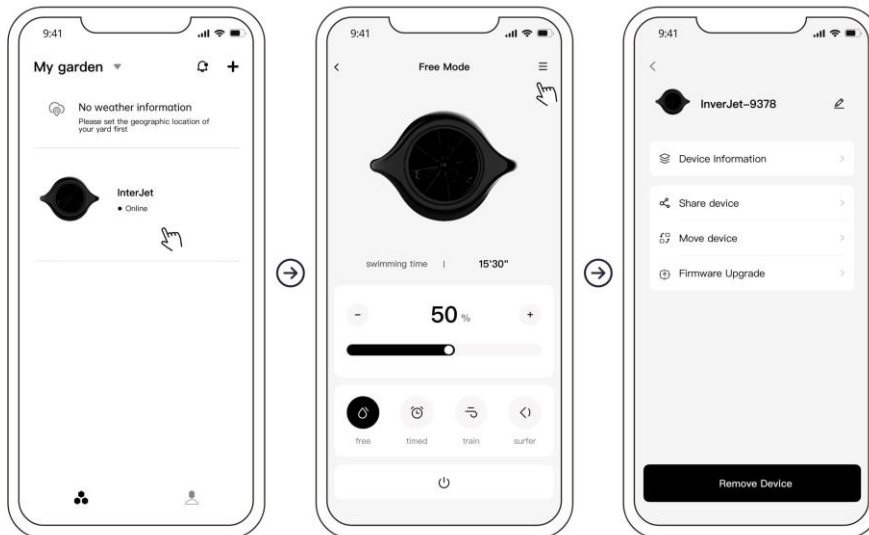 9:41
My garden
No weather information
Please set the geographic location of
your yard first
InterJet
• Online
9:41
Free Mode
swimming time | 15'30"
- 50 % +
free timed train surfer
9:41
InverJet-9378
Device Information
Share device
Move device
Firmware Upgrade
Remove Device